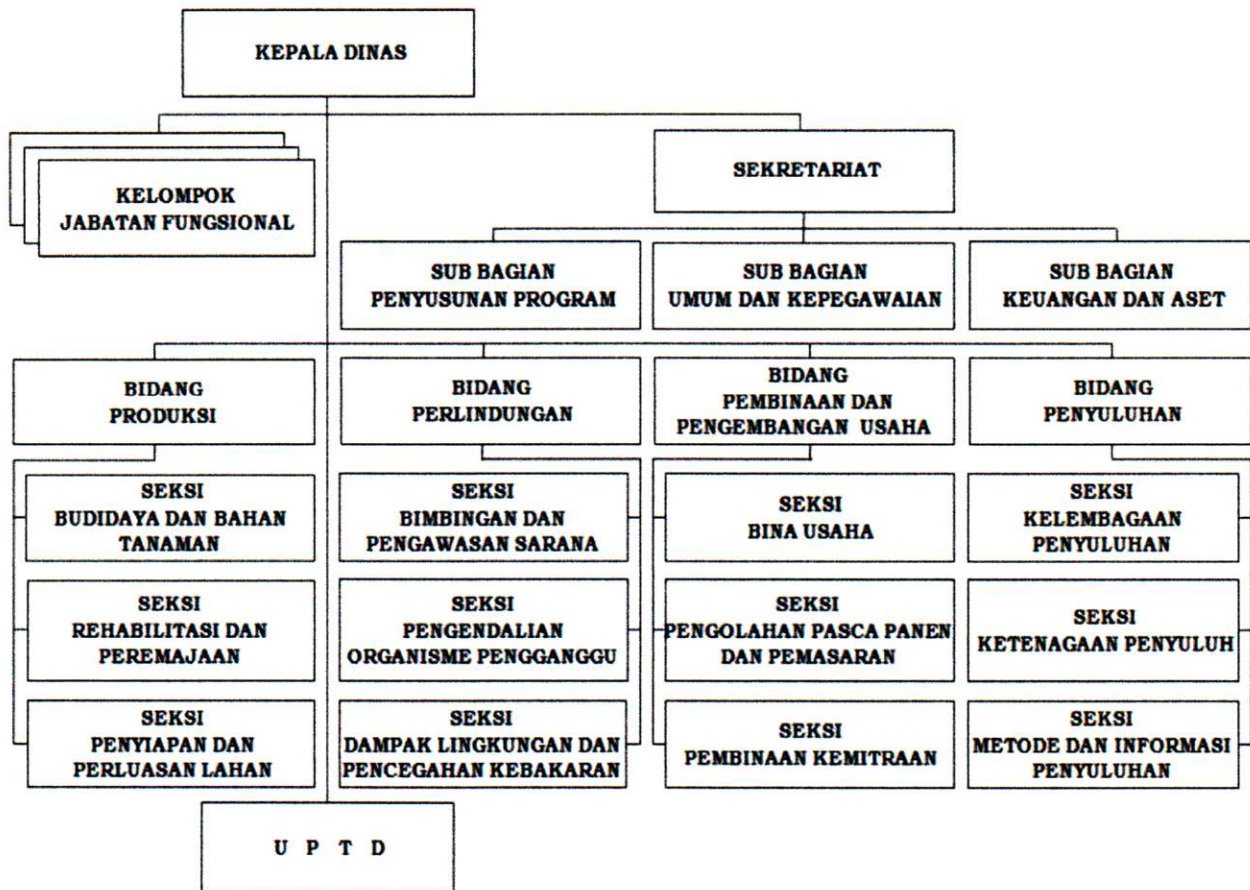 KEPALA DINAS
KELOMPOK
JABATAN FUNGSIONAL
SEKRETARIAT
SUB BAGIAN
PENYUSUNAN PROGRAM
SUB BAGIAN
UMUM DAN KEPEGAWAIAN
SUB BAGIAN
KEUANGAN DAN ASET
BIDANG
PRODUKSI
BIDANG
PERLINDUNGAN
BIDANG
PEMBINAAN DAN
PENGEMBANGAN USAHA
BIDANG
PENYULUHAN
SEKSI
BUDIDAYA DAN BAHAN
TANAMAN
SEKSI
BIMBINGAN DAN
PENGAWASAN SARANA
SEKSI
BINA USAHA
SEKSI
KELEMBAGAAN
PENYULUHAN
SEKSI
REHABILITASI DAN
PEREMAJAAN
SEKSI
PENGENDALIAN
ORGANISME PENGGANGGU
SEKSI
PENGOLAHAN PASCA PANEN
DAN PEMASARAN
SEKSI
KETENAGAAN PENYULUH
SEKSI
PENYIAPAN DAN
PERLUASAN LAHAN
SEKSI
DAMPAK LINGKUNGAN DAN
PENCEGAHAN KEBAKARAN
SEKSI
PEMBINAAN KEMITRAAN
SEKSI
METODE DAN INFORMASI
PENYULUHAN
U P T D